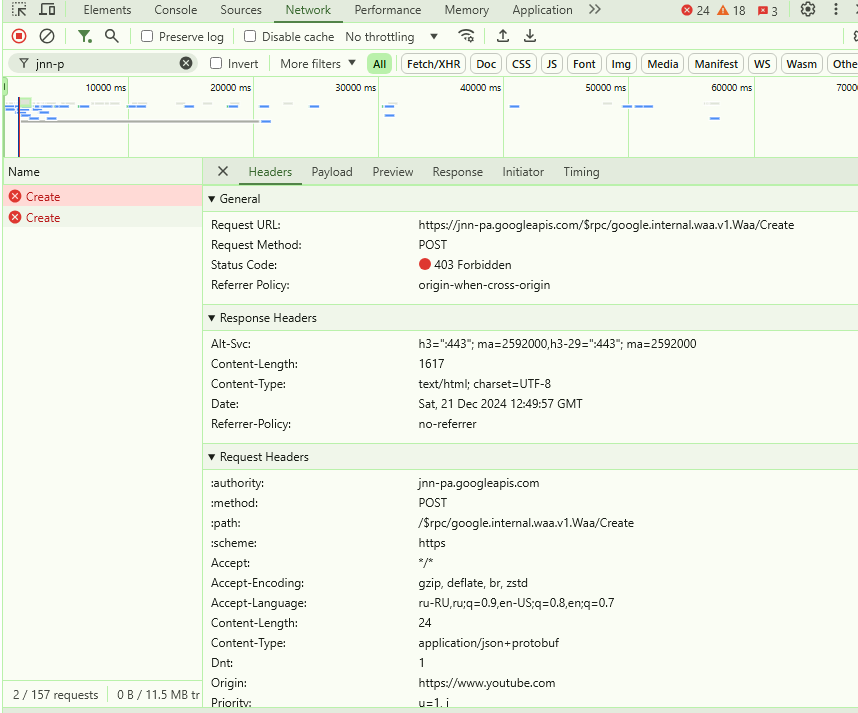 Elements Console Sources Network Performance Memory Application 24 18 3
Preserve log Disable cache No throttling
jnn-p Invert More filters All Fetch/XHR Doc CSS JS Font Img Media Manifest WS Wasm Othe
10000 ms 20000 ms 30000 ms 40000 ms 50000 ms 60000 ms 7000
Name Headers Payload Preview Response Initiator Timing
Create
Create
General
Request URL: https://jnn-pa.googleapis.com/$rpc/google.internal.waa.v1.Waa/Create
Request Method: POST
Status Code: 403 Forbidden
Referrer Policy: origin-when-cross-origin
Response Headers
Alt-Svc: h3=":443"; ma=2592000,h3-29=":443"; ma=2592000
Content-Length: 1617
Content-Type: text/html; charset=UTF-8
Date: Sat, 21 Dec 2024 12:49:57 GMT
Referrer-Policy: no-referrer
Request Headers
:authority: jnn-pa.googleapis.com
:method: POST
:path: /$rpc/google.internal.waa.v1.Waa/Create
:scheme: https
Accept: */*
Accept-Encoding: gzip, deflate, br, zstd
Accept-Language: ru-RU,ru;q=0.9,en-US;q=0.8,en;q=0.7
Content-Length: 24
Content-Type: application/json+protobuf
Dnt: 1
Origin: https://www.youtube.com
Priority: u=1, i
2 / 157 requests 0 B / 11.5 MB tr